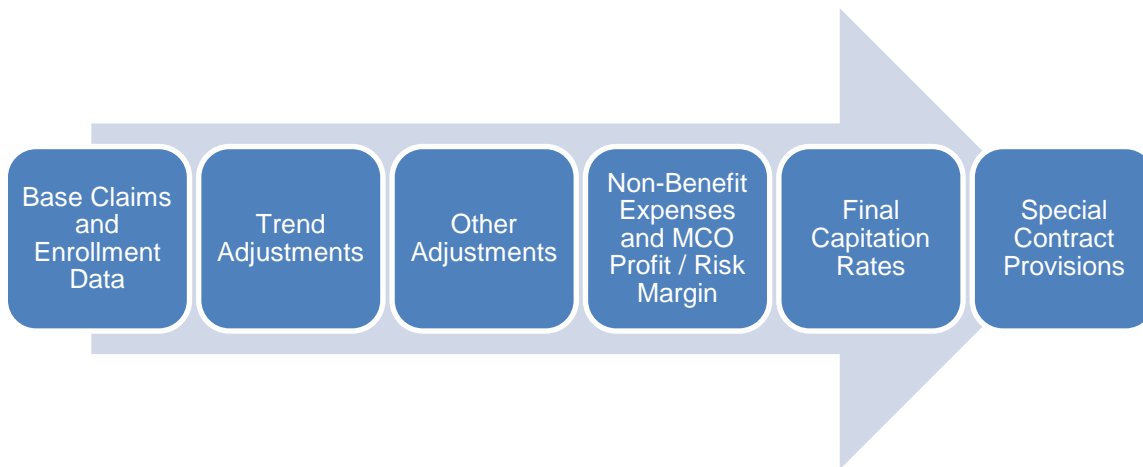 Base Claims
and
Enrollment
Data
Trend
Adjustments
Other
Adjustments
Non-Benefit
Expenses
and MCO
Profit / Risk
Margin
Final
Capitation
Rates
Special
Contract
Provisions